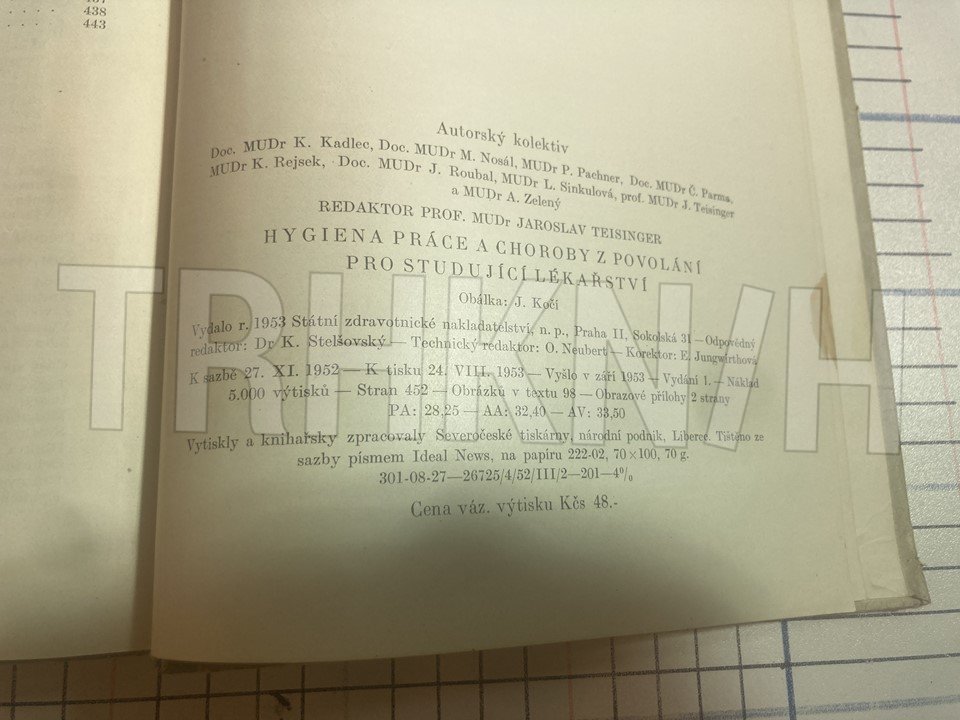 438
443
Autorský kolektiv
Doc. MUDr K. Kadlec, Doc. MUDr M. Nosál, MUDr P. Pachner, Doc. MUDr Č. Parma,
MUDr K. Rejsek, Doc. MUDr J. Roubal, MUDr L. Sinkulová, prof. MUDr J. Teisinger
a MUDr A. Zelený
REDAKTOR PROF. MUDr JAROSLAV TEISINGER
HYGIENA PRÁCE A CHOROBY Z POVOLÁNÍ
PRO STUDUJÍCÍ LÉKAŘSTVÍ
Obálka: J. Kočí
Vydalo r. 1953 Státní zdravotnické nakladatelství, n. p., Praha II, Sokolská 31 — Odpovědný
redaktor: Dr K. Stelšovský — Technický redaktor: O. Neubert — Korektor: E. Jungwirthová
K sazbě 27. XI. 1952 — K tisku 24. VIII. 1953 — Vyšlo v září 1953 — Vydání 1. — Náklad
5.000 výtisků — Stran 452 — Obrázků v textu 98 — Obrazové přílohy 2 strany
PA: 28,25 — AA: 32,40 — AV: 33,50
Vytiskly a knihařsky zpracovaly Severočeské tiskárny, národní podnik, Liberec. Tištěno ze
sazby písmem Ideal News, na papíru 222-02, 70×100, 70 g.
301-08-27—26725/4/52/III/2—201—4%
Cena váz. výtisku Kčs 48.-
TRHKNIH